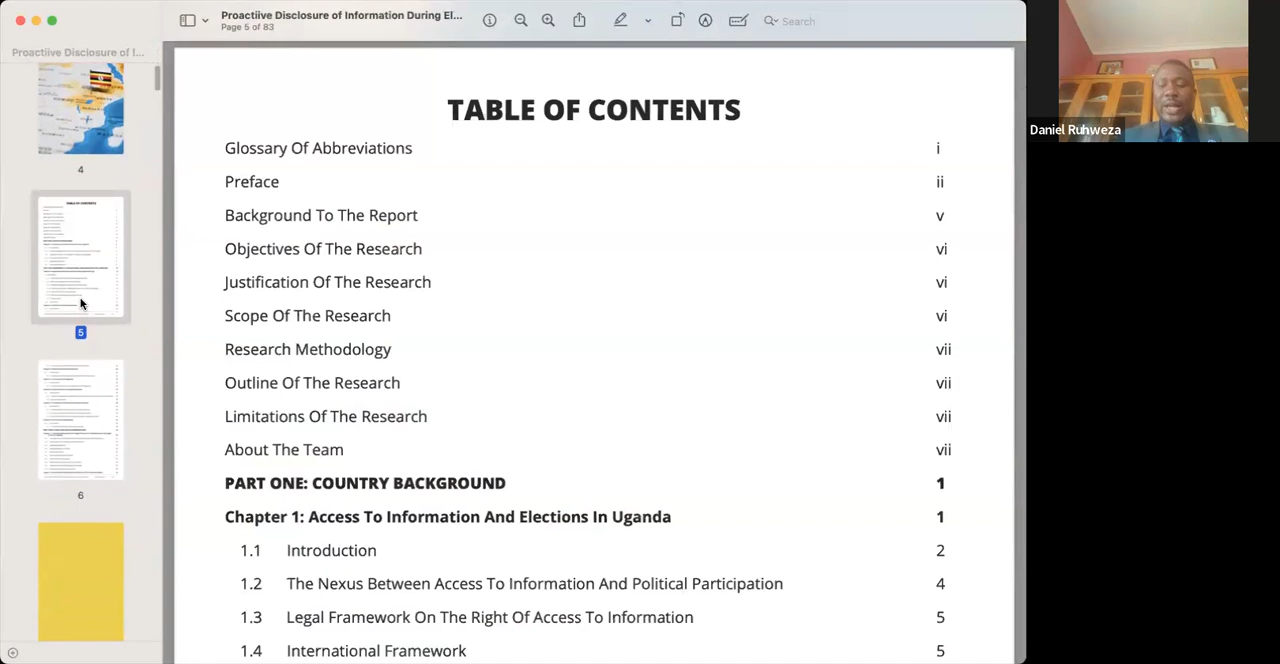 Proactiive Disclosure of Information During El...
Page 5 of 83
Search
Proactiive Disclosure of I...
4
5
6
TABLE OF CONTENTS
Glossary Of Abbreviations i
Preface ii
Background To The Report v
Objectives Of The Research vi
Justification Of The Research vi
Scope Of The Research vi
Research Methodology vii
Outline Of The Research vii
Limitations Of The Research vii
About The Team vii
PART ONE: COUNTRY BACKGROUND 1
Chapter 1: Access To Information And Elections In Uganda 1
1.1 Introduction 2
1.2 The Nexus Between Access To Information And Political Participation 4
1.3 Legal Framework On The Right Of Access To Information 5
1.4 International Framework 5
Daniel Ruhweza